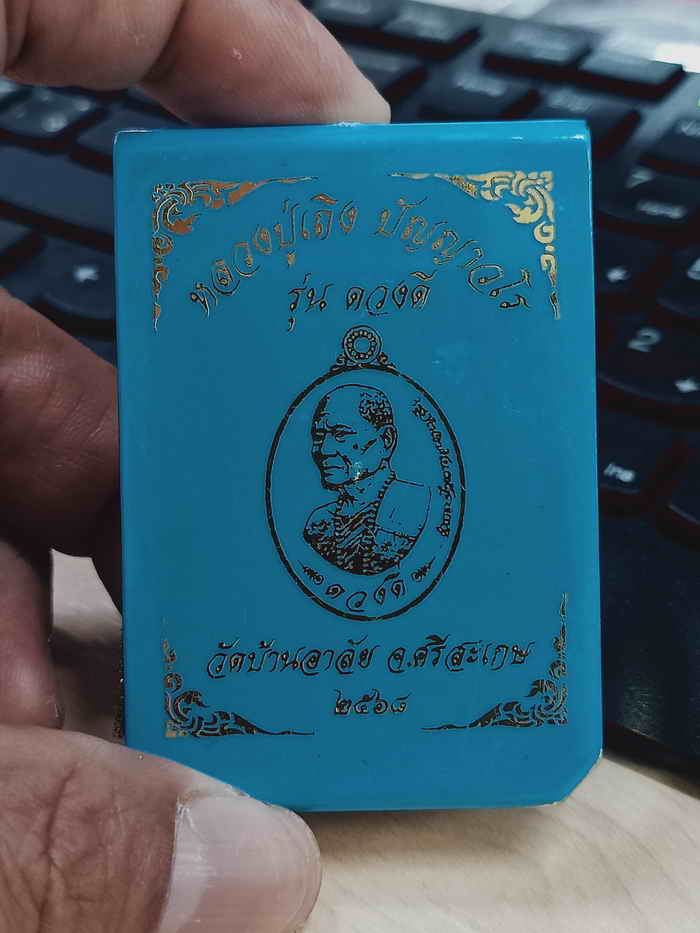 หลวงปู่เถิง ปัญญาวโร
รุ่น ดวงดี
ดวงดี
วัดบ้านอาลัย จ.ศรีสะเกษ
๒๕๖๘